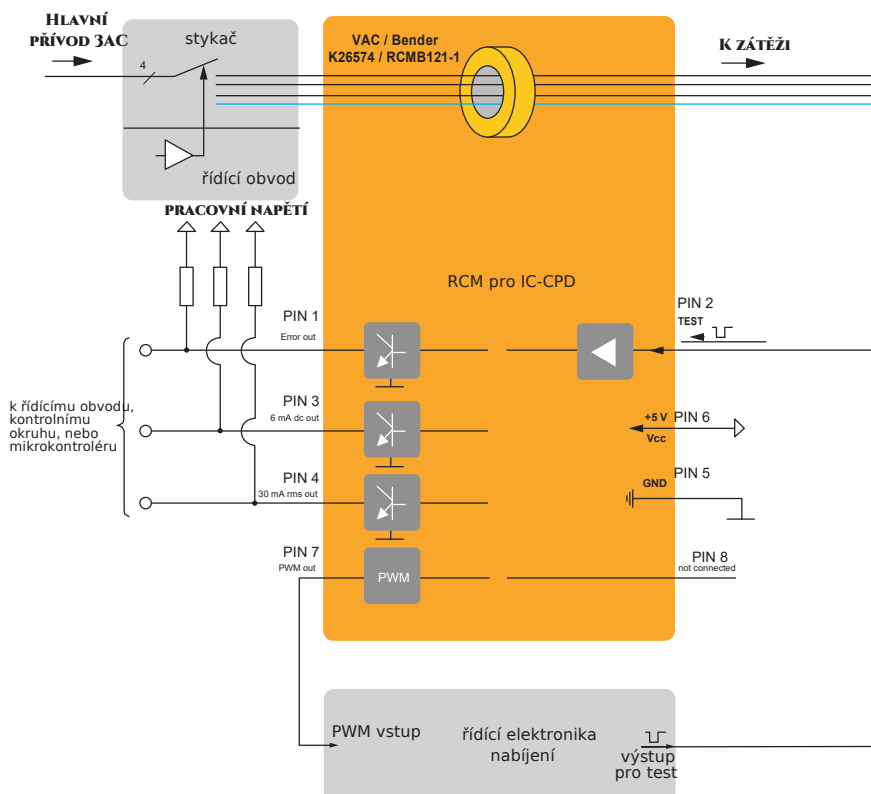 Hlavní
přívod 3AC
stykač
4
VAC / Bender
K26574 / RCMB121-1
K zátěži
řídící obvod
pracovní napětí
RCM pro IC-CPD
PIN 1
Error out
PIN 2
TEST
k řídícímu obvodu,
kontrolnímu
okruhu, nebo
mikrokontroléru
PIN 3
6 mA dc out
+5 V
PIN 6
Vcc
PIN 4
30 mA rms out
PIN 5
GND
PIN 7
PWM out
PWM
PIN 8
not connected
PWM vstup
řídící elektronika
nabíjení
výstup
pro test